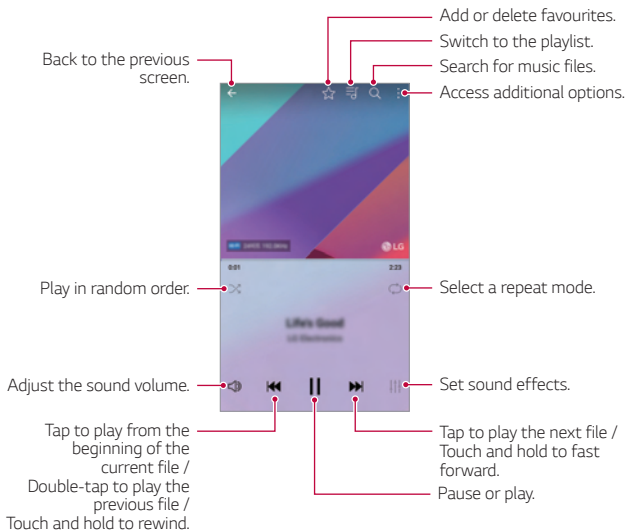 Add or delete favourites.
Switch to the playlist.
Back to the previous
screen.
Search for music files.
Access additional options.
LG
0:01
2:23
Play in random order.
Select a repeat mode.
Life's Good
LG Electronics
Adjust the sound volume.
Set sound effects.
Tap to play from the
beginning of the
current file /
Double-tap to play the
previous file /
Touch and hold to rewind.
Tap to play the next file /
Touch and hold to fast
forward.
Pause or play.